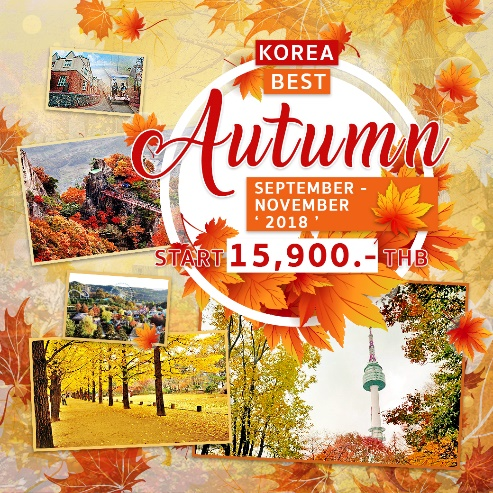 KOREA
BEST
Autumn
SEPTEMBER -
NOVEMBER
‘ 2018 ’
START 15,900.- THB